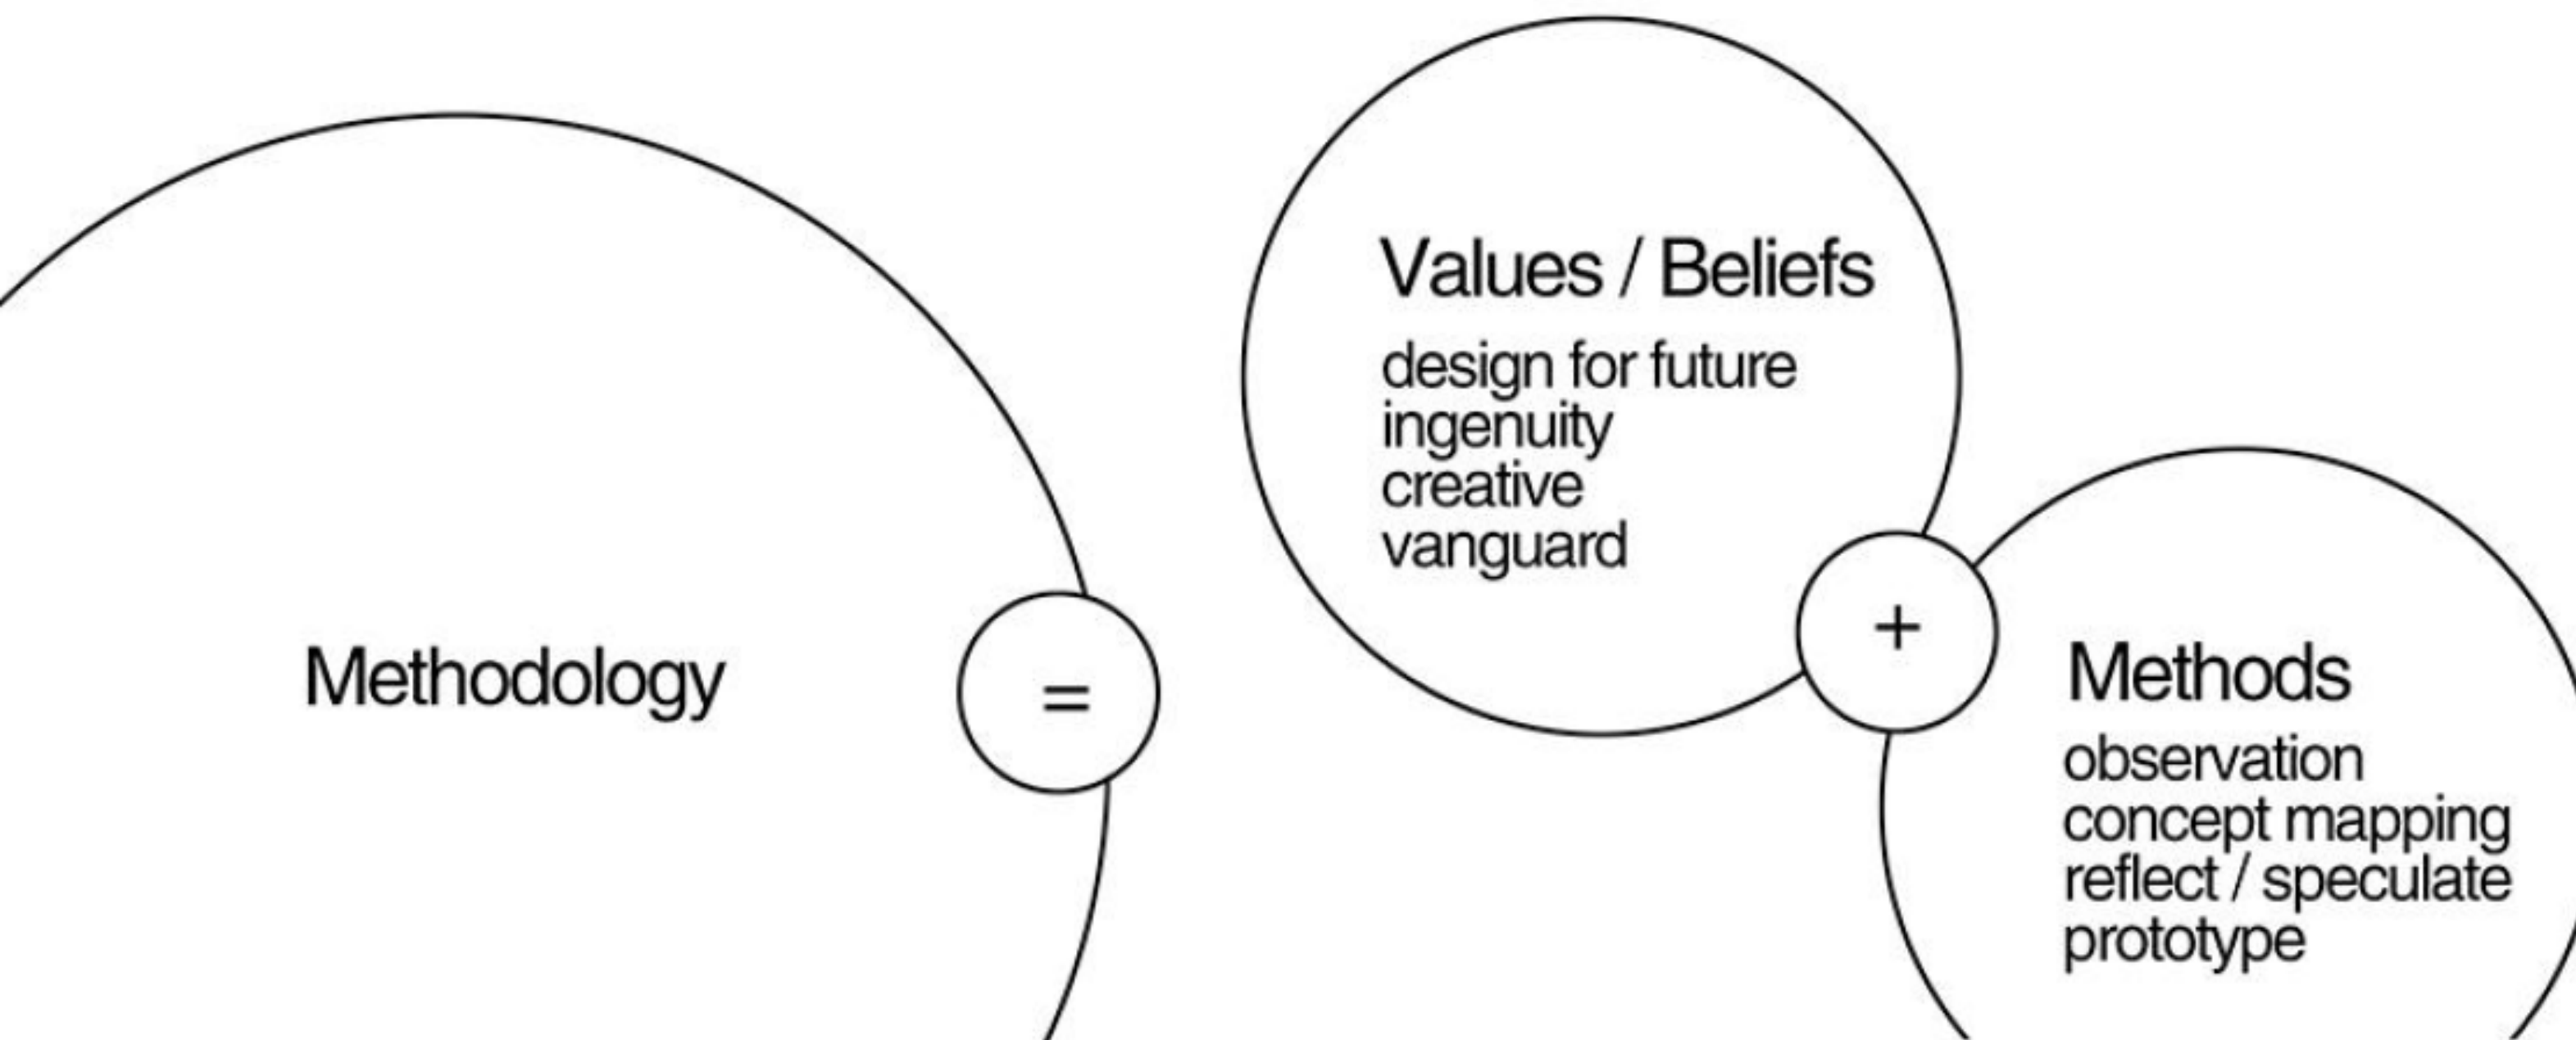 Methodology
=
Values / Beliefs
design for future
ingenuity
creative
vanguard
+
Methods
observation
concept mapping
reflect / speculate
prototype